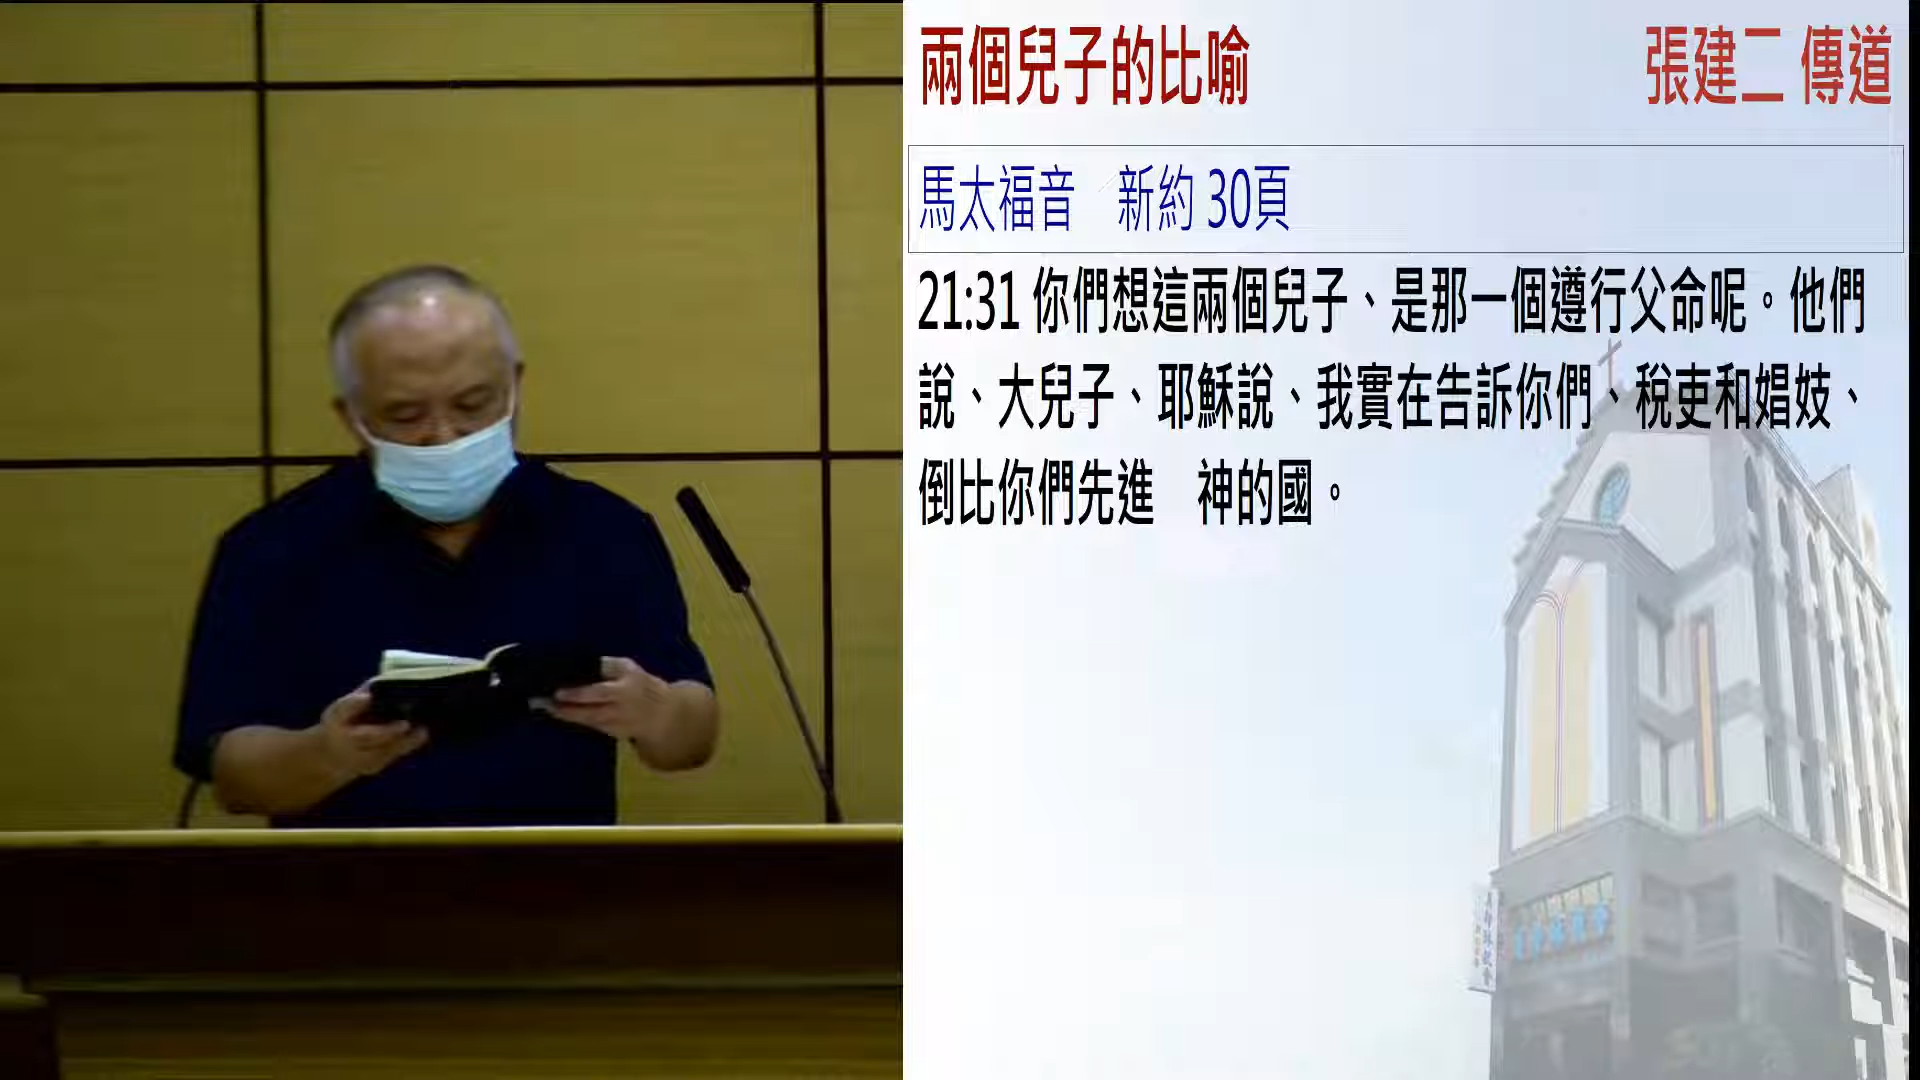 兩個兒子的比喻
張建二 傳道
馬太福音　新約 30頁
21:31 你們想這兩個兒子、是那一個遵行父命呢。他們
說、大兒子、耶穌說、我實在告訴你們、稅吏和娼妓、
倒比你們先進　神的國。